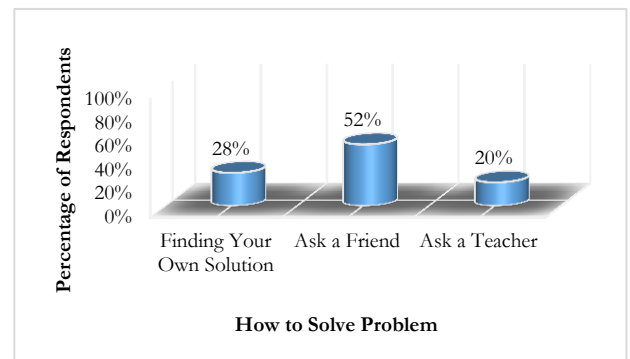 Percentage of Respondents
100%
80%
60%
40%
20%
0%
28%
52%
20%
Finding Your
Own Solution
Ask a Friend
Ask a Teacher
How to Solve Problem